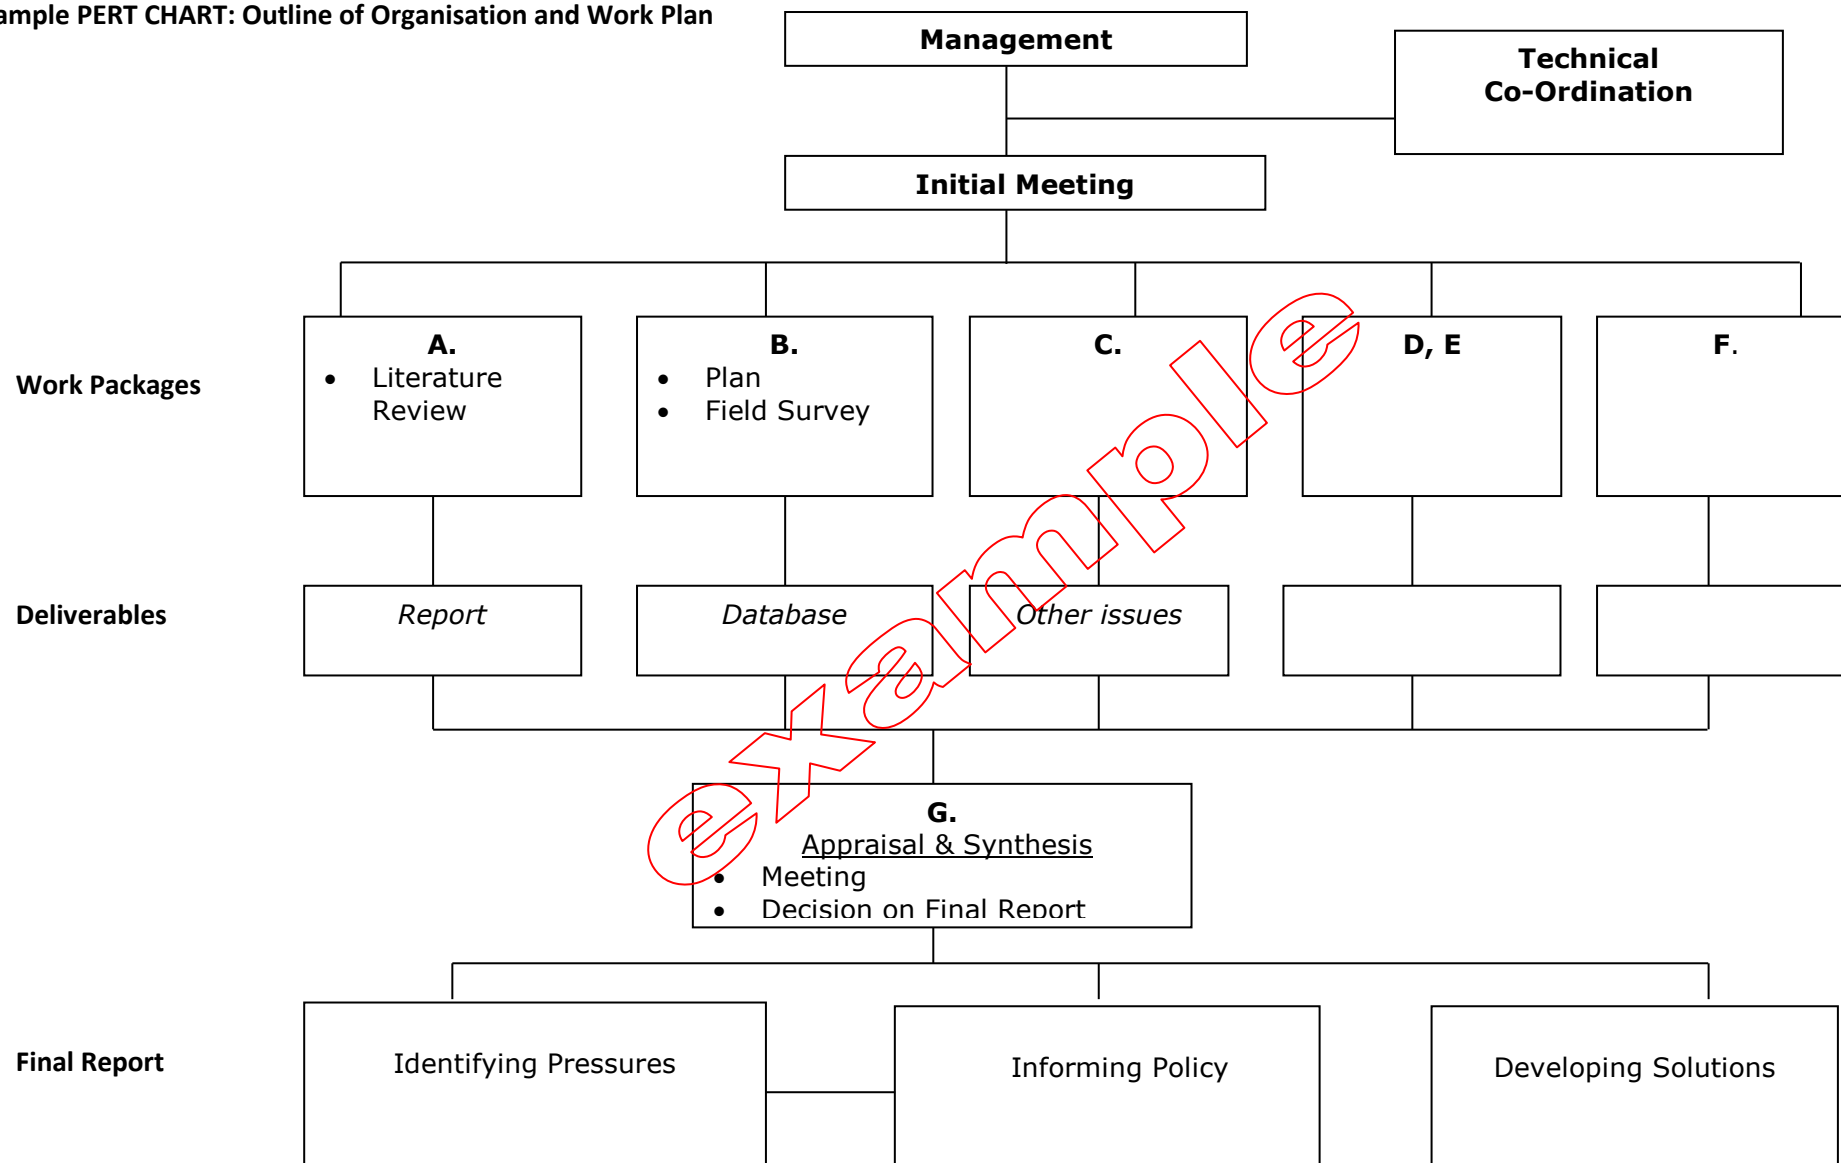 ample PERT CHART: Outline of Organisation and Work Plan
Management
Technical
Co-Ordination
Initial Meeting
Work Packages
A.
• Literature
Review
B.
• Plan
• Field Survey
C.
D, E
F.
Deliverables
Report
Database
Other issues
G.
Appraisal & Synthesis
• Meeting
• Decision on Final Report
Final Report
Identifying Pressures
Informing Policy
Developing Solutions
example